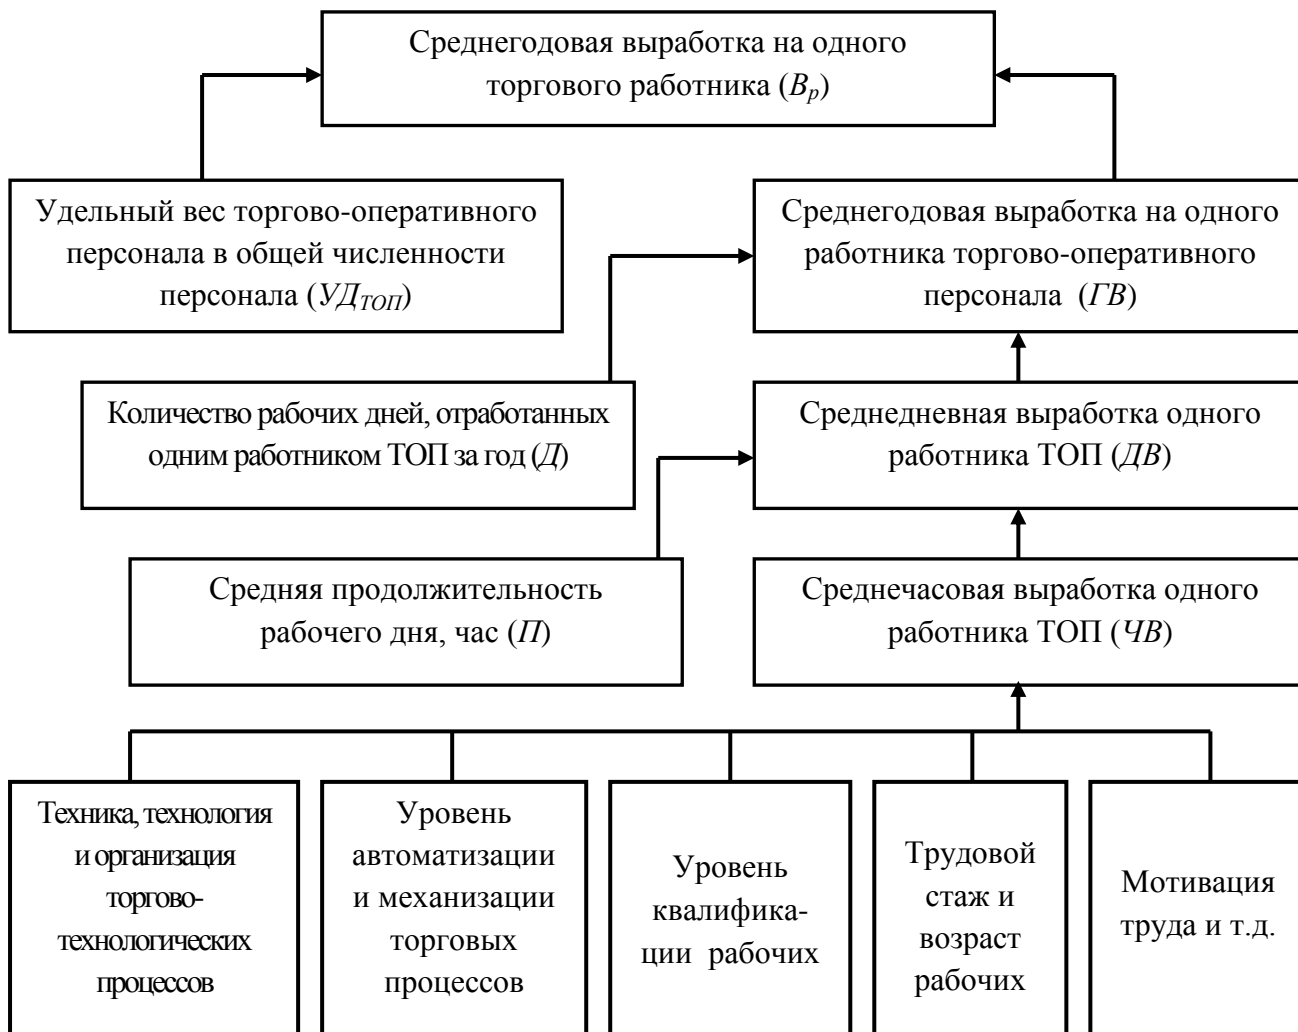 Среднегодовая выработка на одного
торгового работника (Вр)
Удельный вес торгово-оперативного
персонала в общей численности
персонала (УДТОП)
Среднегодовая выработка на одного
работника торгово-оперативного
персонала (ГВ)
Количество рабочих дней, отработанных
одним работником ТОП за год (Д)
Среднедневная выработка одного
работника ТОП (ДВ)
Средняя продолжительность
рабочего дня, час (П)
Среднечасовая выработка одного
работника ТОП (ЧВ)
Техника, технология
и организация
торгово-
технологических
процессов
Уровень
автоматизации
и механизации
торговых
процессов
Уровень
квалифика-
ции рабочих
Трудовой
стаж и
возраст
рабочих
Мотивация
труда и т.д.